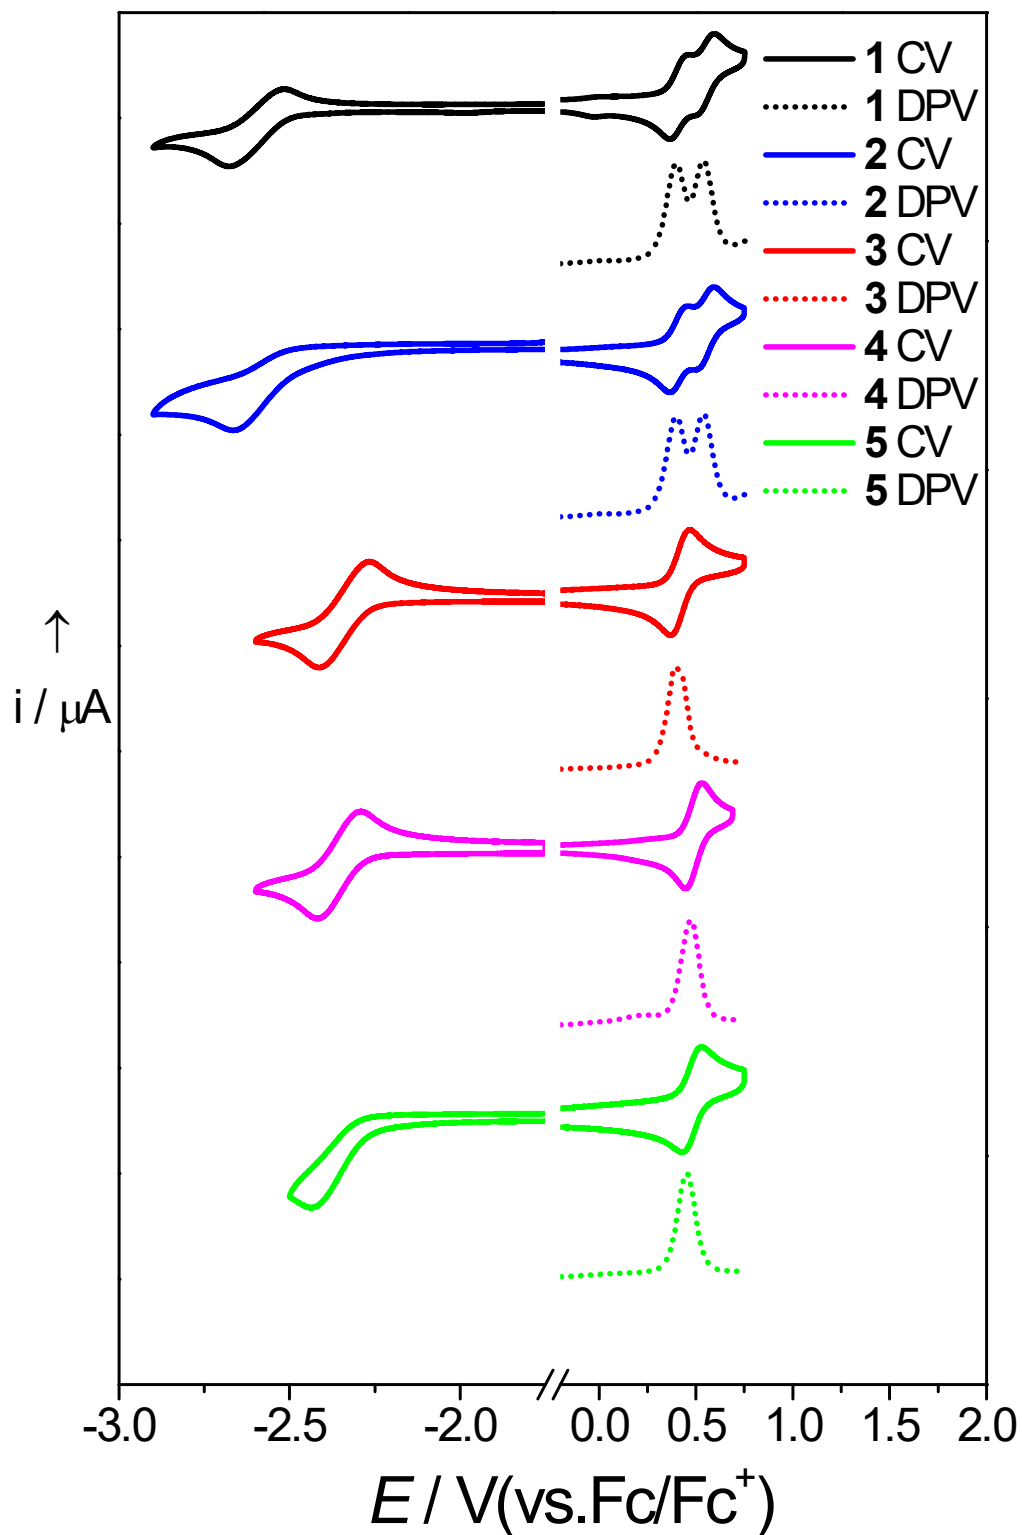 1 CV
1 DPV
2 CV
2 DPV
3 CV
3 DPV
4 CV
4 DPV
5 CV
5 DPV
↑
i / μA
-3.0 -2.5 -2.0 0.0 0.5 1.0 1.5 2.0
E / V(vs.Fc/Fc⁺)